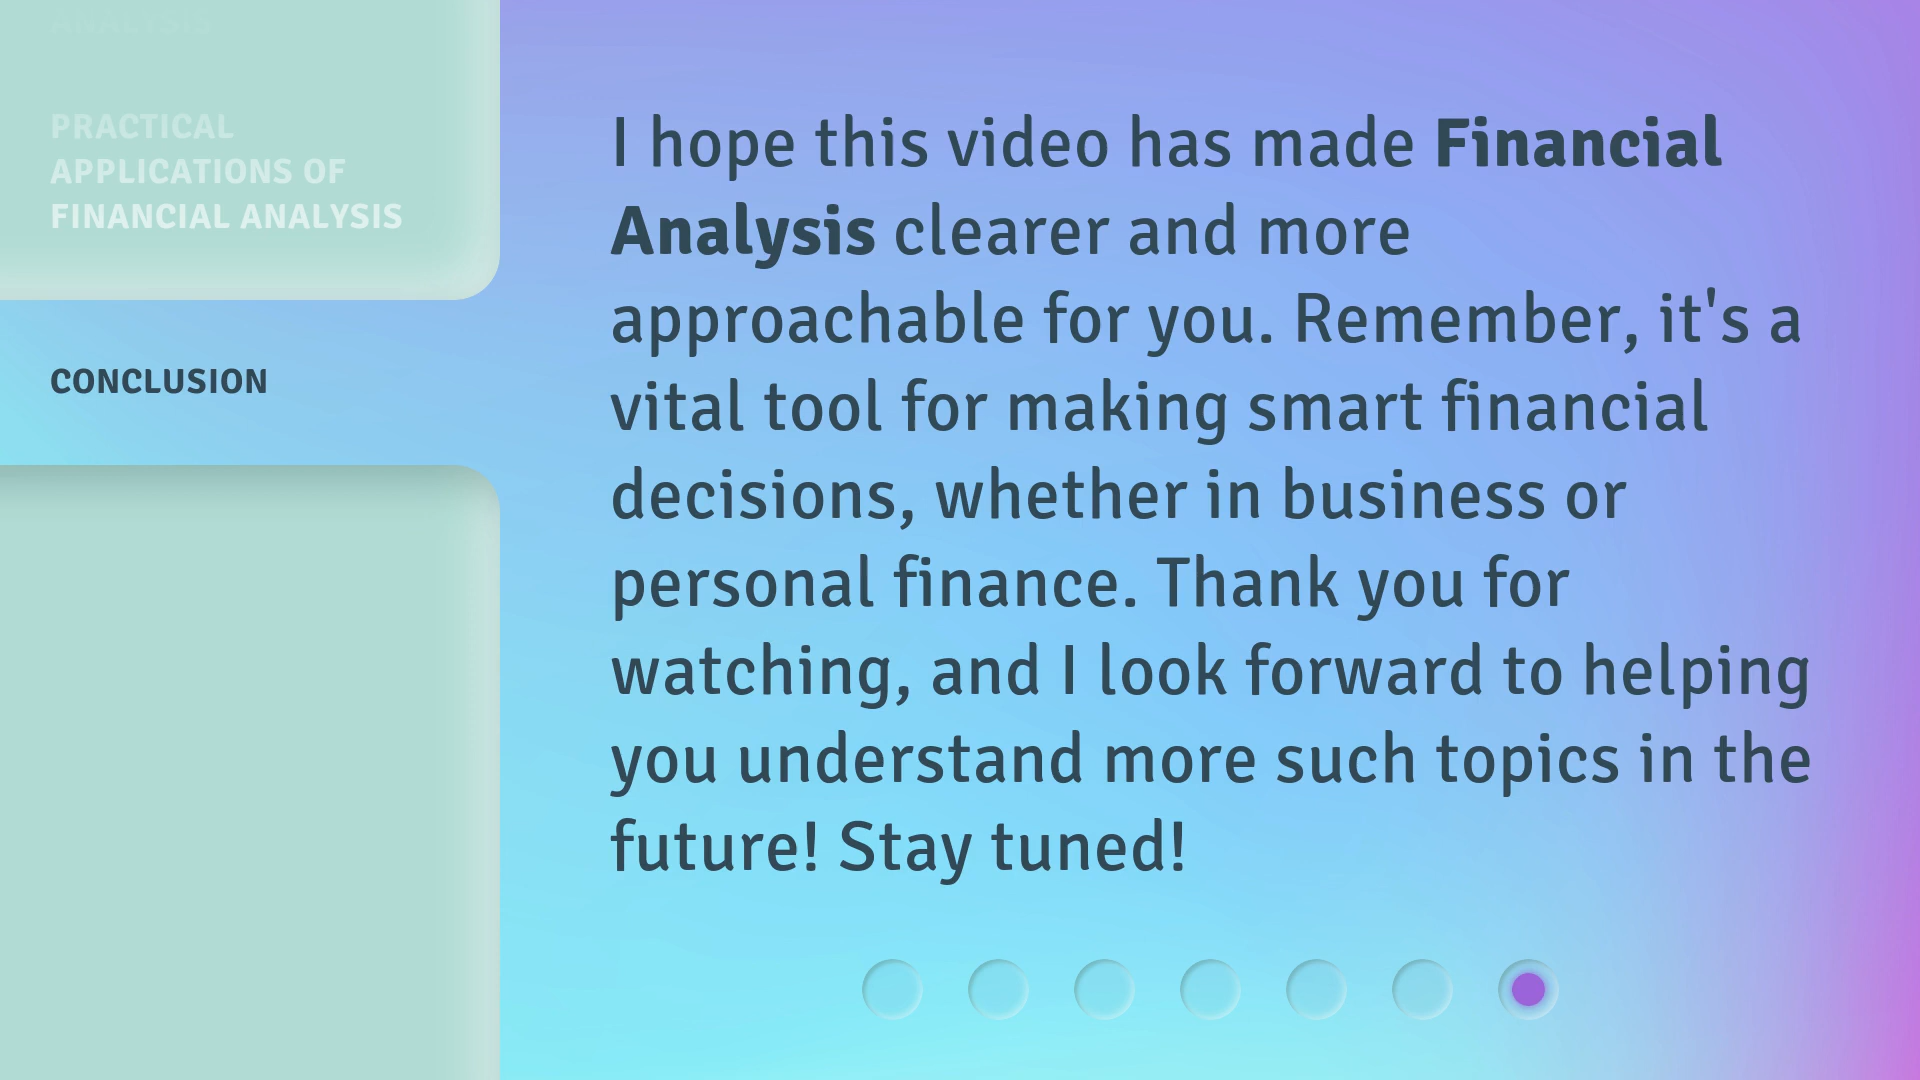 ANALYSIS
PRACTICAL
APPLICATIONS OF
FINANCIAL ANALYSIS
CONCLUSION
I hope this video has made Financial
Analysis clearer and more
approachable for you. Remember, it's a
vital tool for making smart financial
decisions, whether in business or
personal finance. Thank you for
watching, and I look forward to helping
you understand more such topics in the
future! Stay tuned!